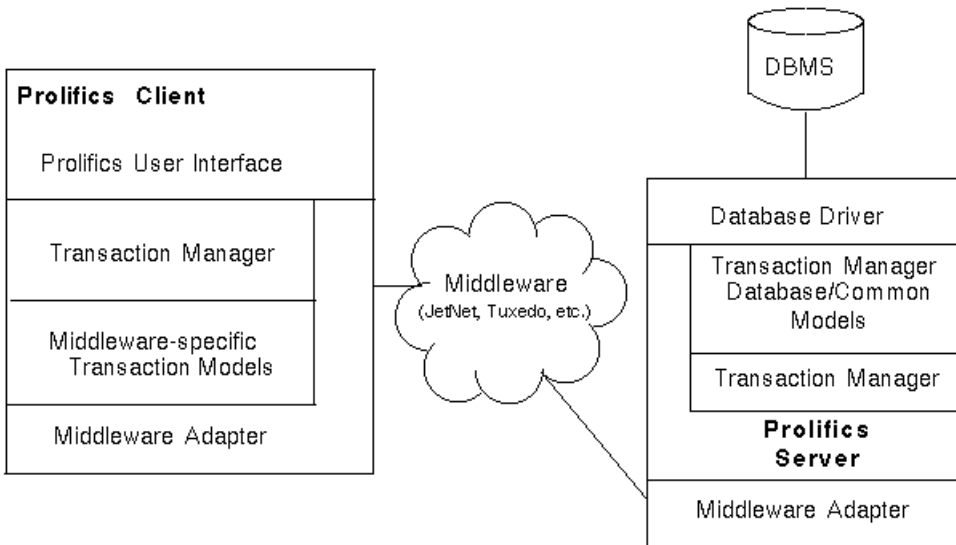 DBMS
Prolifics Client
Prolifics User Interface
Transaction Manager
Middleware-specific
Transaction Models
Middleware Adapter
Middleware
(JetNet, Tuxedo, etc.)
Database Driver
Transaction Manager
Database/Common
Models
Transaction Manager
Prolifics
Server
Middleware Adapter